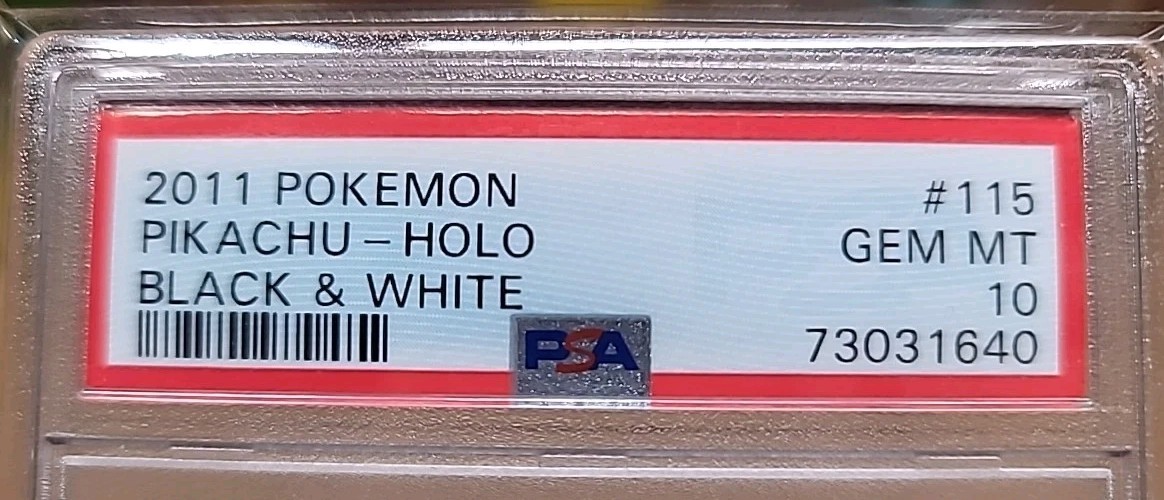 2011 POKEMON #115
PIKACHU – HOLO GEM MT
BLACK & WHITE 10
PSA 73031640